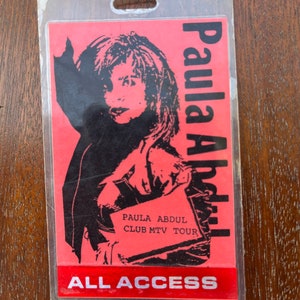 Paula Abdul
PAULA ABDUL
CLUB MTV TOUR
ALL ACCESS